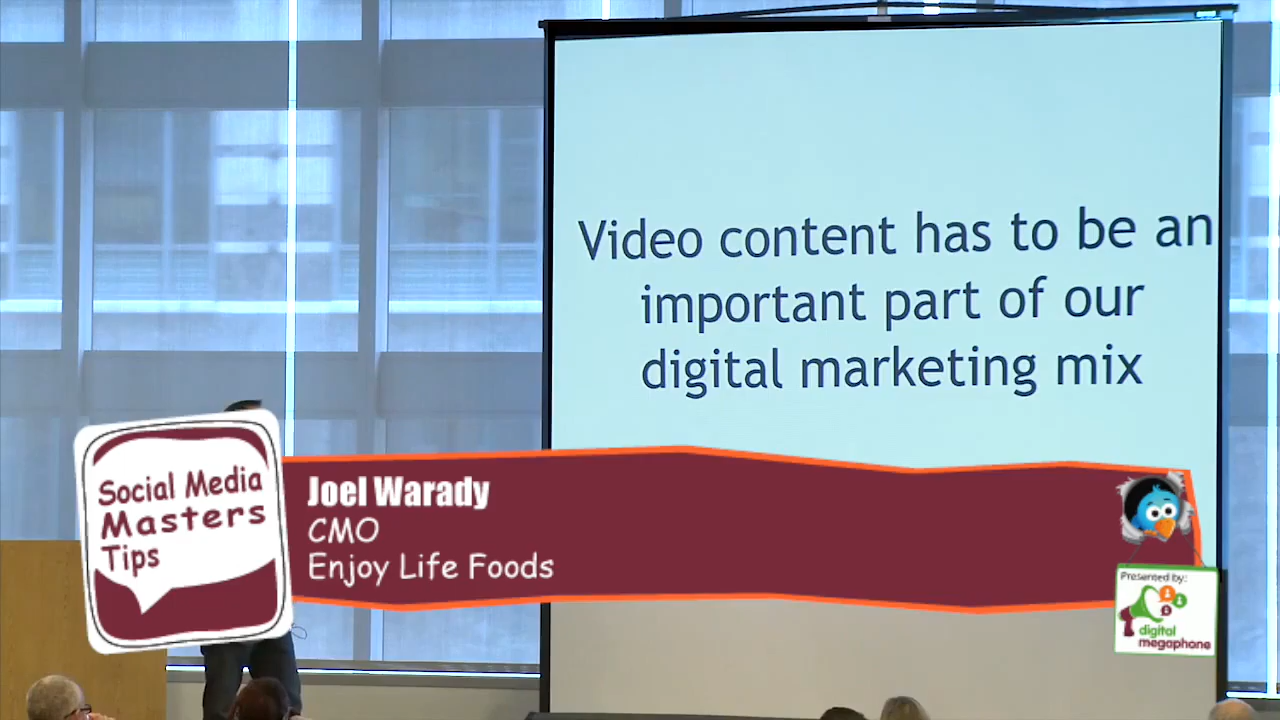 Video content has to be an
important part of our
digital marketing mix
Social Media
Masters
Tips
Joel Warady
CMO
Enjoy Life Foods
Presented by:
digital
megaphone